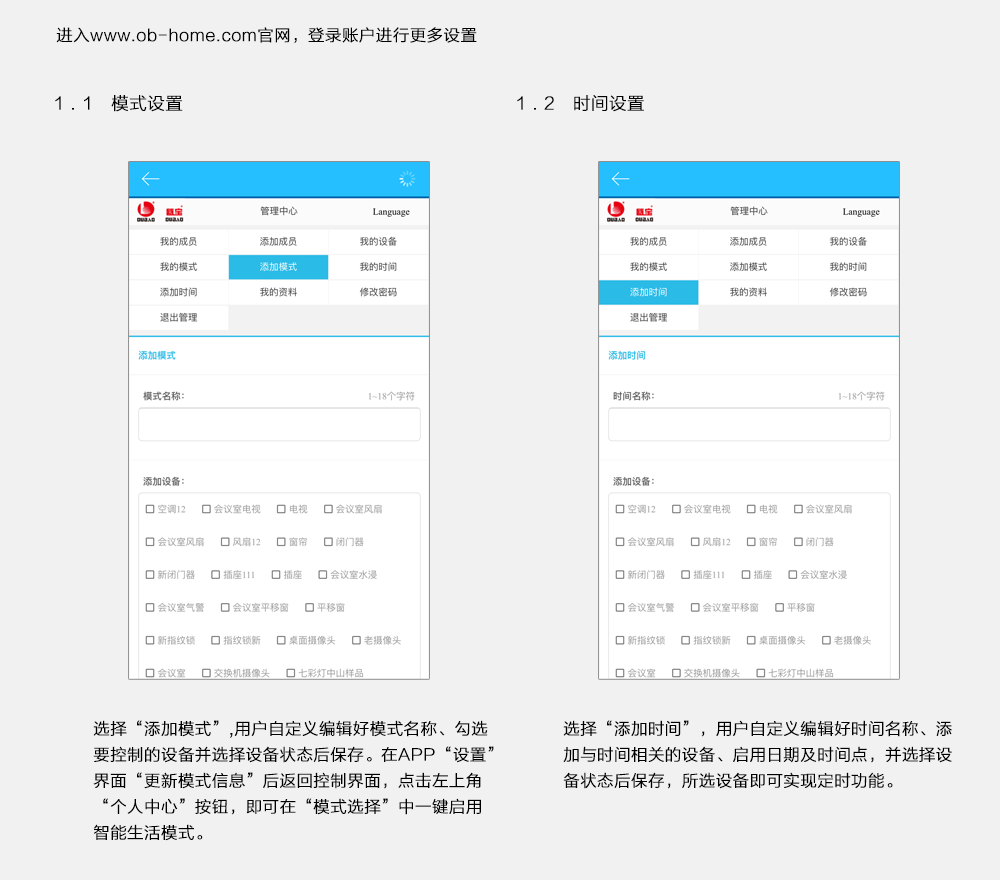 进入www.ob-home.com官网，登录账户进行更多设置
1.1 模式设置
管理中心 Language
我的成员 添加成员 我的设备
我的模式 添加模式 我的时间
添加时间 我的资料 修改密码
退出管理
添加模式
模式名称： 1~18个字符
添加设备：
空调12 会议室电视 电视 会议室风扇
会议室风扇 风扇12 窗帘 闭门器
新闭门器 插座111 插座 会议室水浸
会议室气警 会议室平移窗 平移窗
新指纹锁 指纹锁新 桌面摄像头 老摄像头
会议室 交换机摄像头 七彩灯中山样品
选择“添加模式”,用户自定义编辑好模式名称、勾选
要控制的设备并选择设备状态后保存。在APP“设置”
界面“更新模式信息”后返回控制界面，点击左上角
“个人中心”按钮，即可在“模式选择”中一键启用
智能生活模式。
1.2 时间设置
管理中心 Language
我的成员 添加成员 我的设备
我的模式 添加模式 我的时间
添加时间 我的资料 修改密码
退出管理
添加时间
时间名称： 1~18个字符
添加设备：
空调12 会议室电视 电视 会议室风扇
会议室风扇 风扇12 窗帘 闭门器
新闭门器 插座111 插座 会议室水浸
会议室气警 会议室平移窗 平移窗
新指纹锁 指纹锁新 桌面摄像头 老摄像头
会议室 交换机摄像头 七彩灯中山样品
选择“添加时间”，用户自定义编辑好时间名称、添
加与时间相关的设备、启用日期及时间点，并选择设
备状态后保存，所选设备即可实现定时功能。